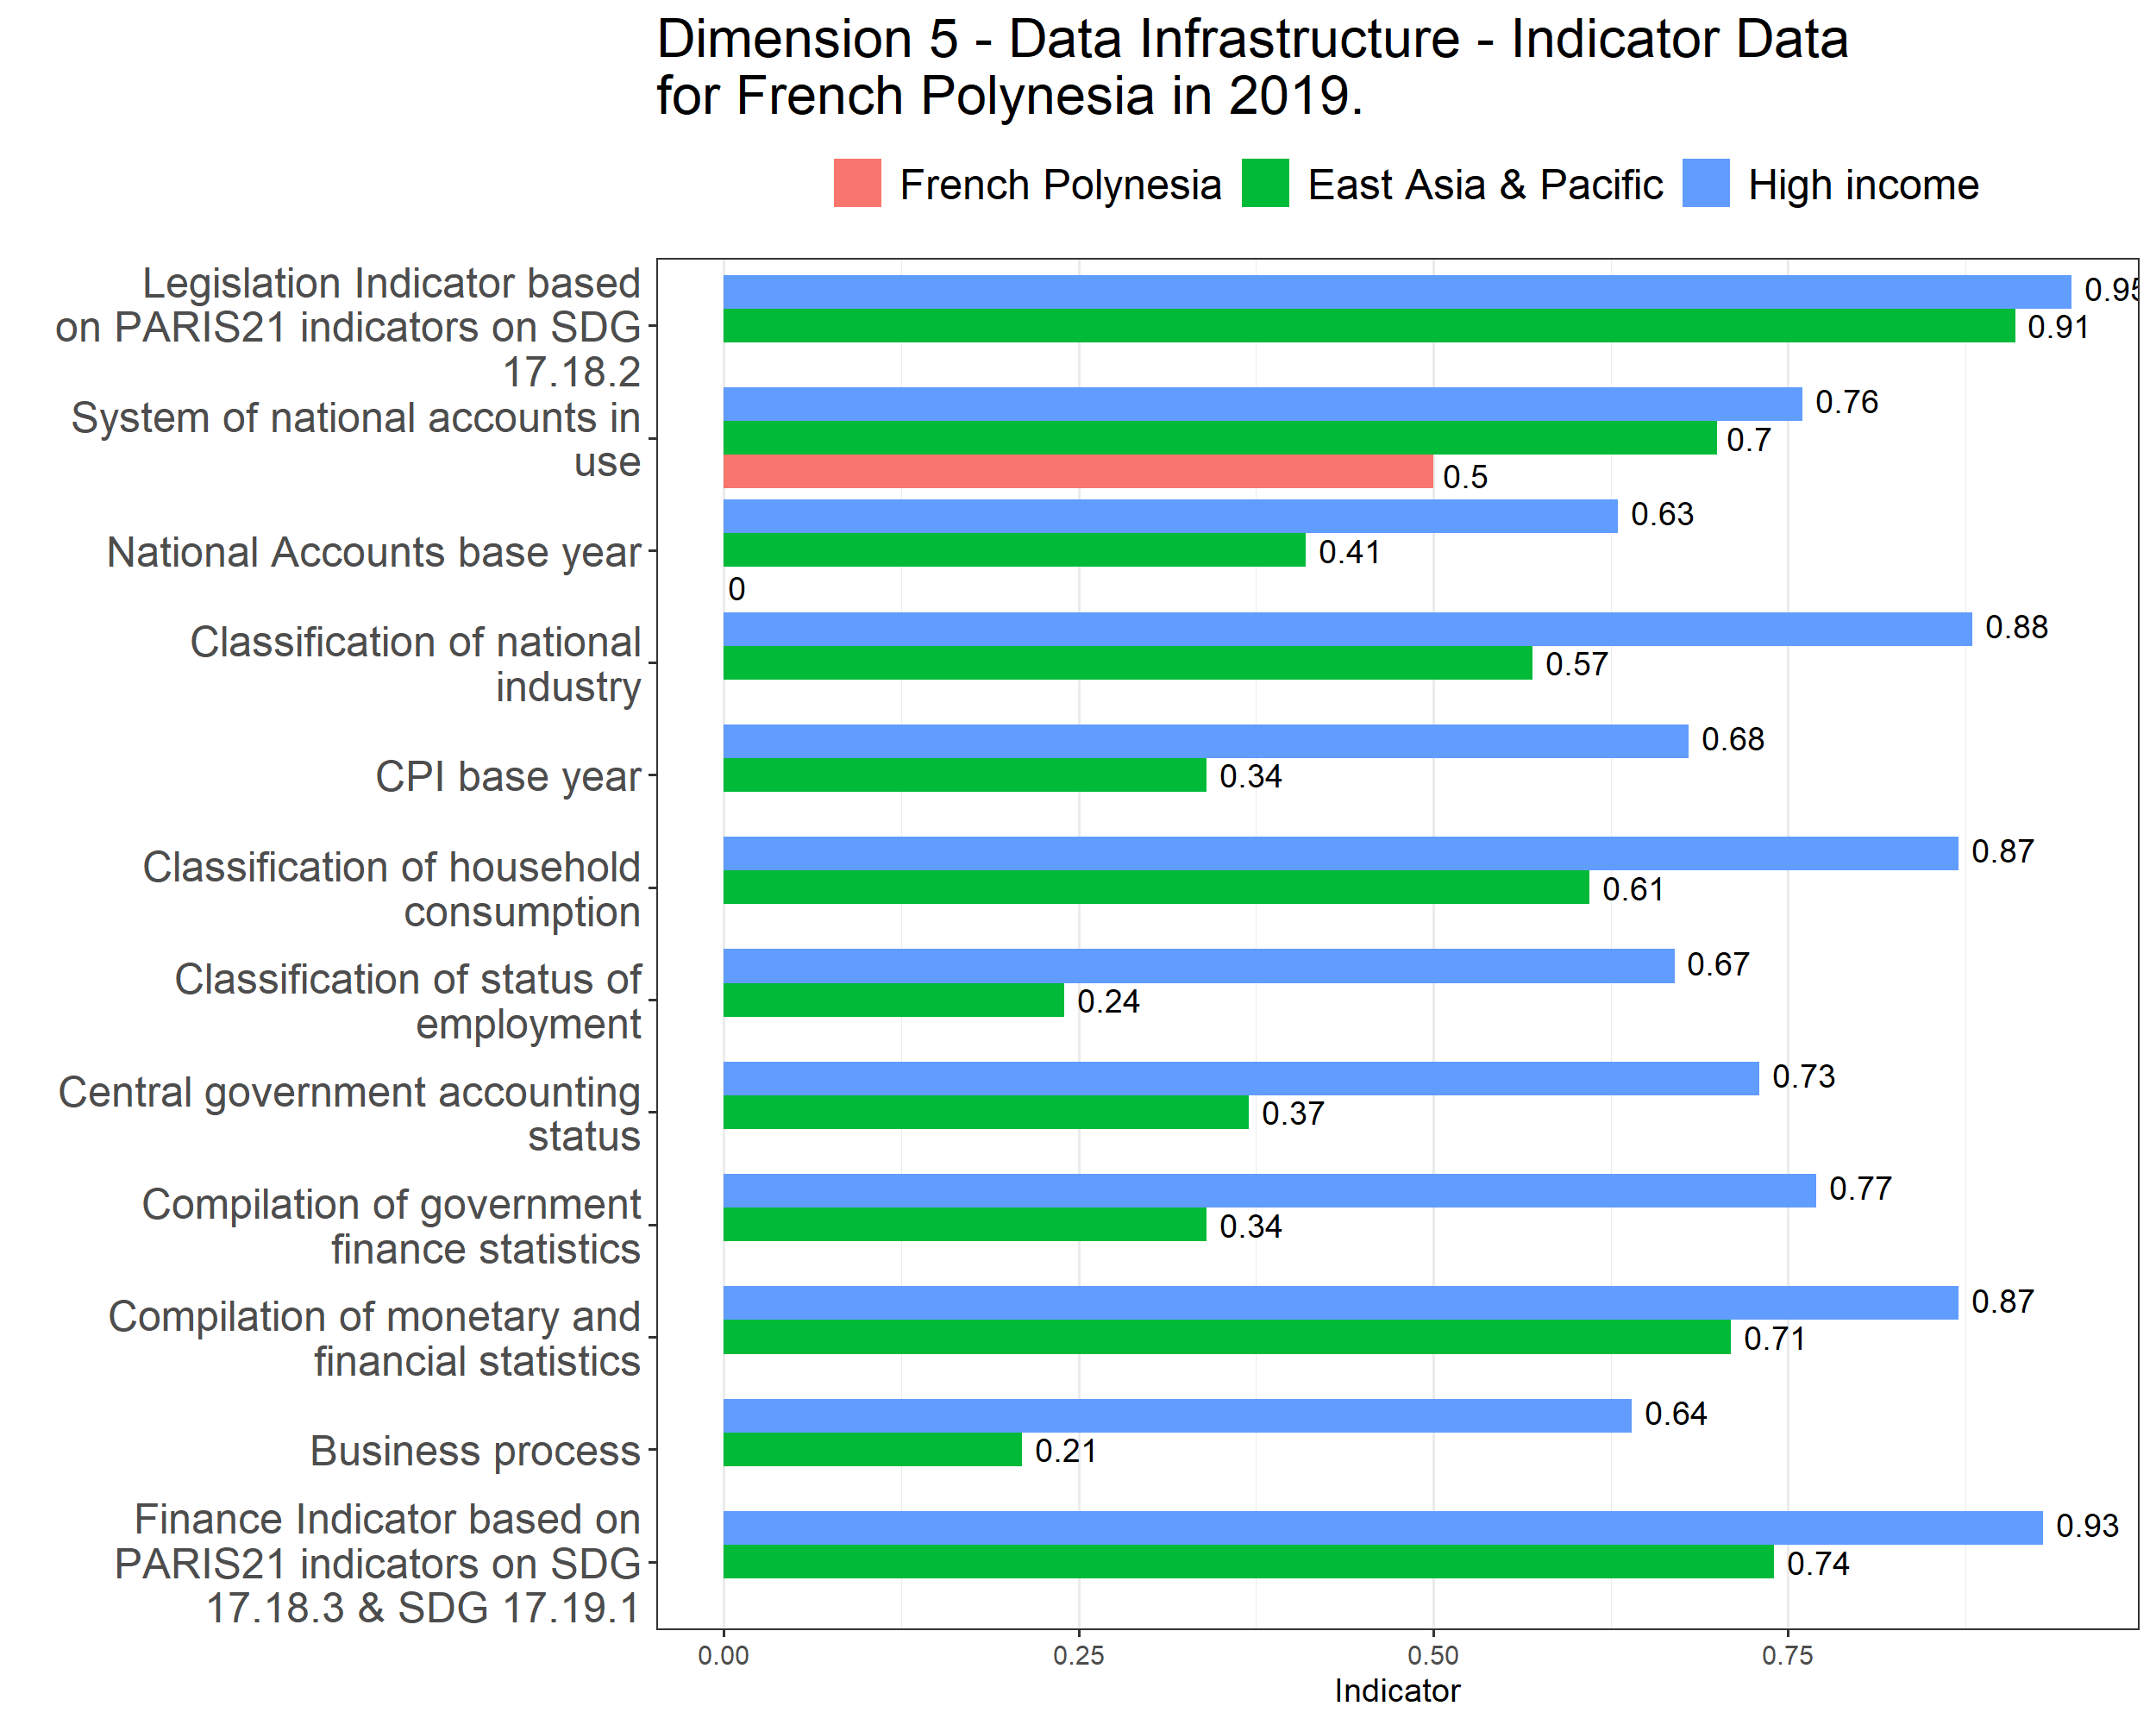 Dimension 5 - Data Infrastructure - Indicator Data
for French Polynesia in 2019.
French Polynesia
East Asia & Pacific
High income
Legislation Indicator based
on PARIS21 indicators on SDG
17.18.2
0.95
0.91
System of national accounts in
use
0.76
0.7
0.5
National Accounts base year
0.63
0.41
0
Classification of national
industry
0.88
0.57
CPI base year
0.68
0.34
Classification of household
consumption
0.87
0.61
Classification of status of
employment
0.67
0.24
Central government accounting
status
0.73
0.37
Compilation of government
finance statistics
0.77
0.34
Compilation of monetary and
financial statistics
0.87
0.71
Business process
0.64
0.21
Finance Indicator based on
PARIS21 indicators on SDG
17.18.3 & SDG 17.19.1
0.93
0.74
0.00
0.25
0.50
0.75
Indicator